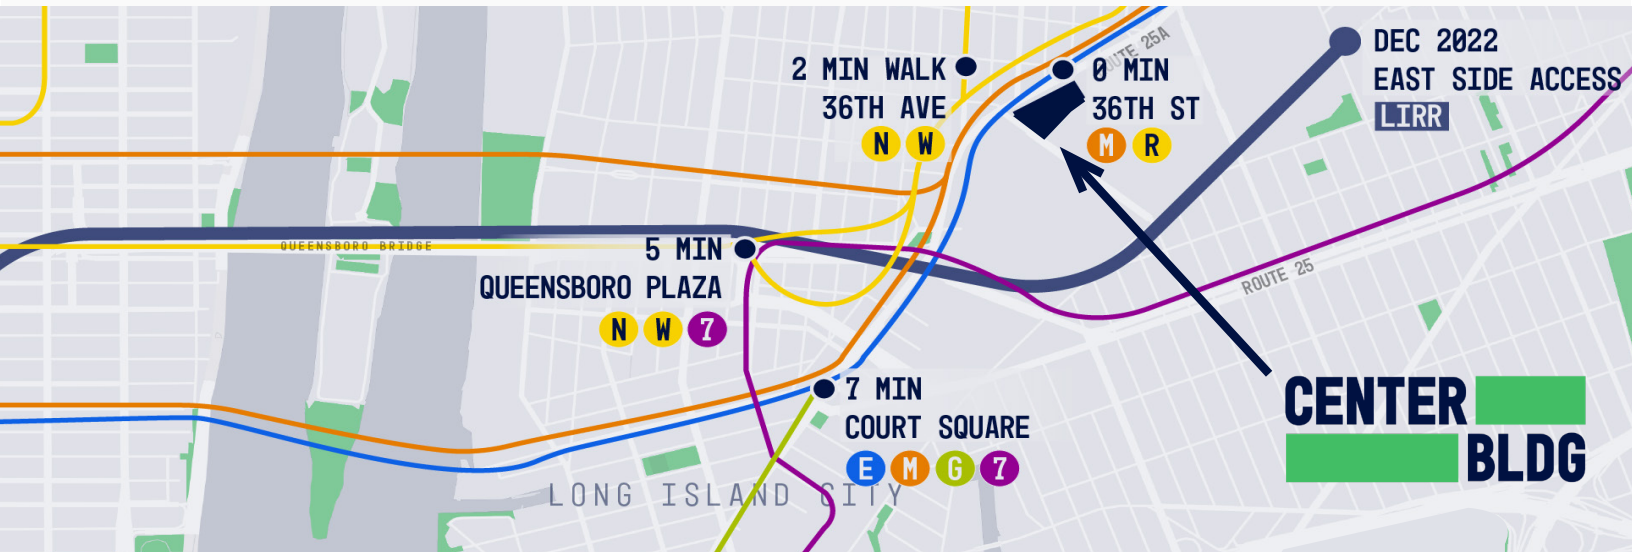 ROUTE 25A
2 MIN WALK
36TH AVE
N W
0 MIN
36TH ST
M R
DEC 2022
EAST SIDE ACCESS
LIRR
QUEENSBORO BRIDGE
5 MIN
QUEENSBORO PLAZA
N W 7
ROUTE 25
7 MIN
COURT SQUARE
E M G 7
LONG ISLAND CITY
CENTER
BLDG